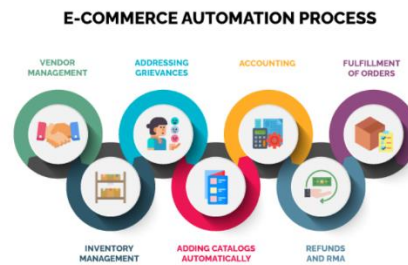 E-COMMERCE AUTOMATION PROCESS
VENDOR
MANAGEMENT
ADDRESSING
GRIEVANCES
ACCOUNTING
FULFILLMENT
OF ORDERS
INVENTORY
MANAGEMENT
ADDING CATALOGS
AUTOMATICALLY
REFUNDS
AND RMA